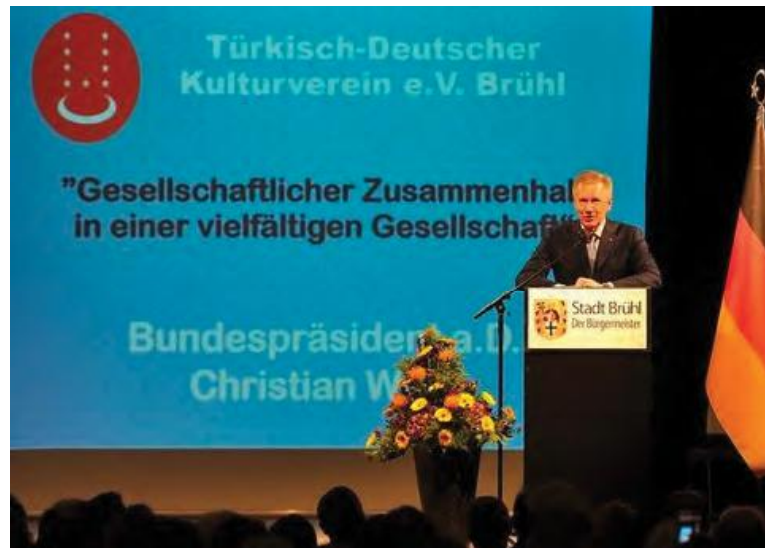 Türkisch-Deutscher
Kulturverein e.V. Brühl
"Gesellschaftlicher
in einer vielfältigen
a.D.
Christian
Stadt Brühl
Der Bürgermeister